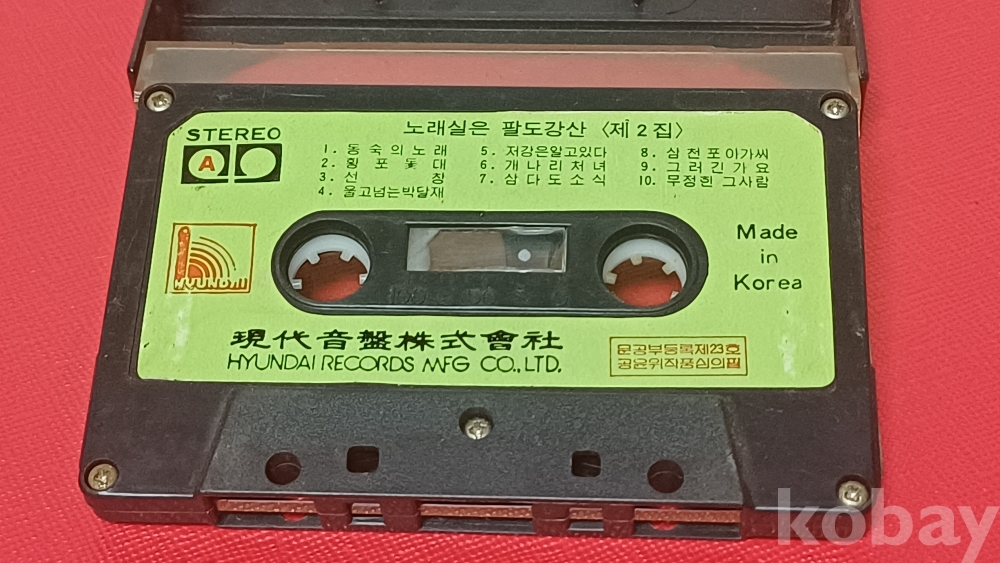 노래실은 팔도강산 〈제2집〉
STEREO
A
1. 동숙의노래
2. 황포돛대
3. 선창
4. 울고넘는박달재
5. 저강은알고있다
6. 개나리처녀
7. 삼다도소식
8. 삼천포아가씨
9. 그러긴가요
10. 무정한그사람
HYUNDAI
Made
in
Korea
現代音盤株式會社
HYUNDAI RECORDS MFG CO., LTD.
문공부등록제23호
공윤위작품심의필
kobay